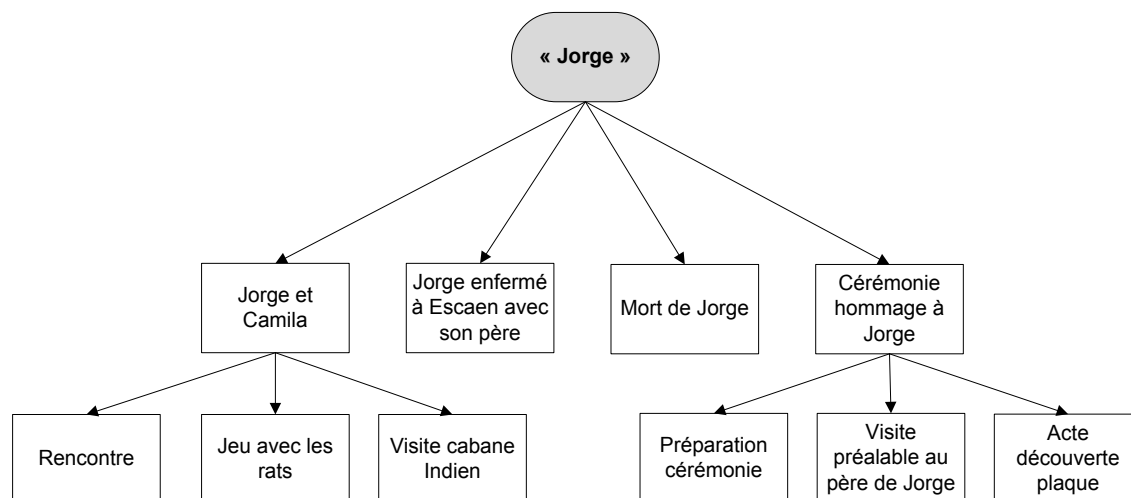 « Jorge »
Jorge et
Camila
Jorge enfermé
à Escaen avec
son père
Mort de Jorge
Cérémonie
hommage à
Jorge
Rencontre
Jeu avec les
rats
Visite cabane
Indien
Préparation
cérémonie
Visite
préalable au
père de Jorge
Acte
découverte
plaque